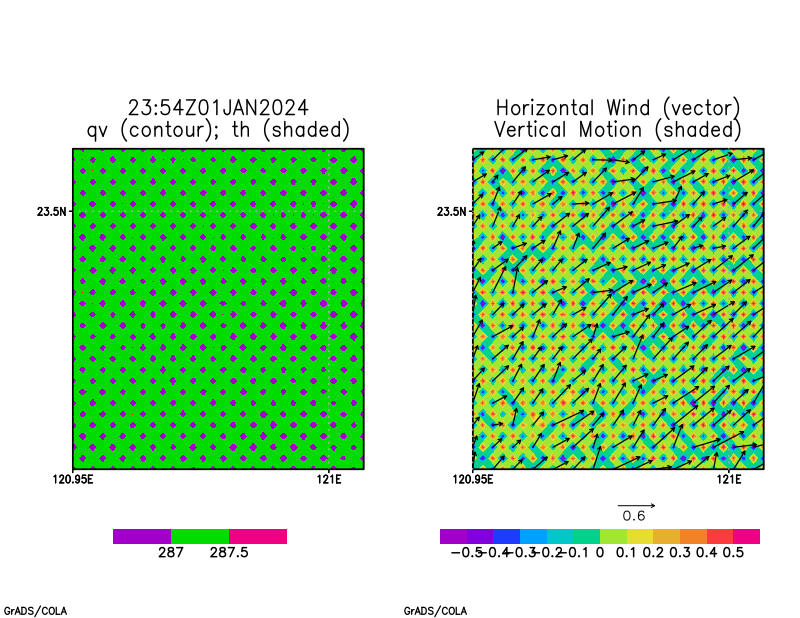 23:54Z01JAN2024
qv (contour); th (shaded)
23.5N
120.95E
121E
287
287.5
Horizontal Wind (vector)
Vertical Motion (shaded)
23.5N
120.95E
121E
0.6
-0.5 -0.4 -0.3 -0.2 -0.1 0 0.1 0.2 0.3 0.4 0.5
GrADS/COLA
GrADS/COLA